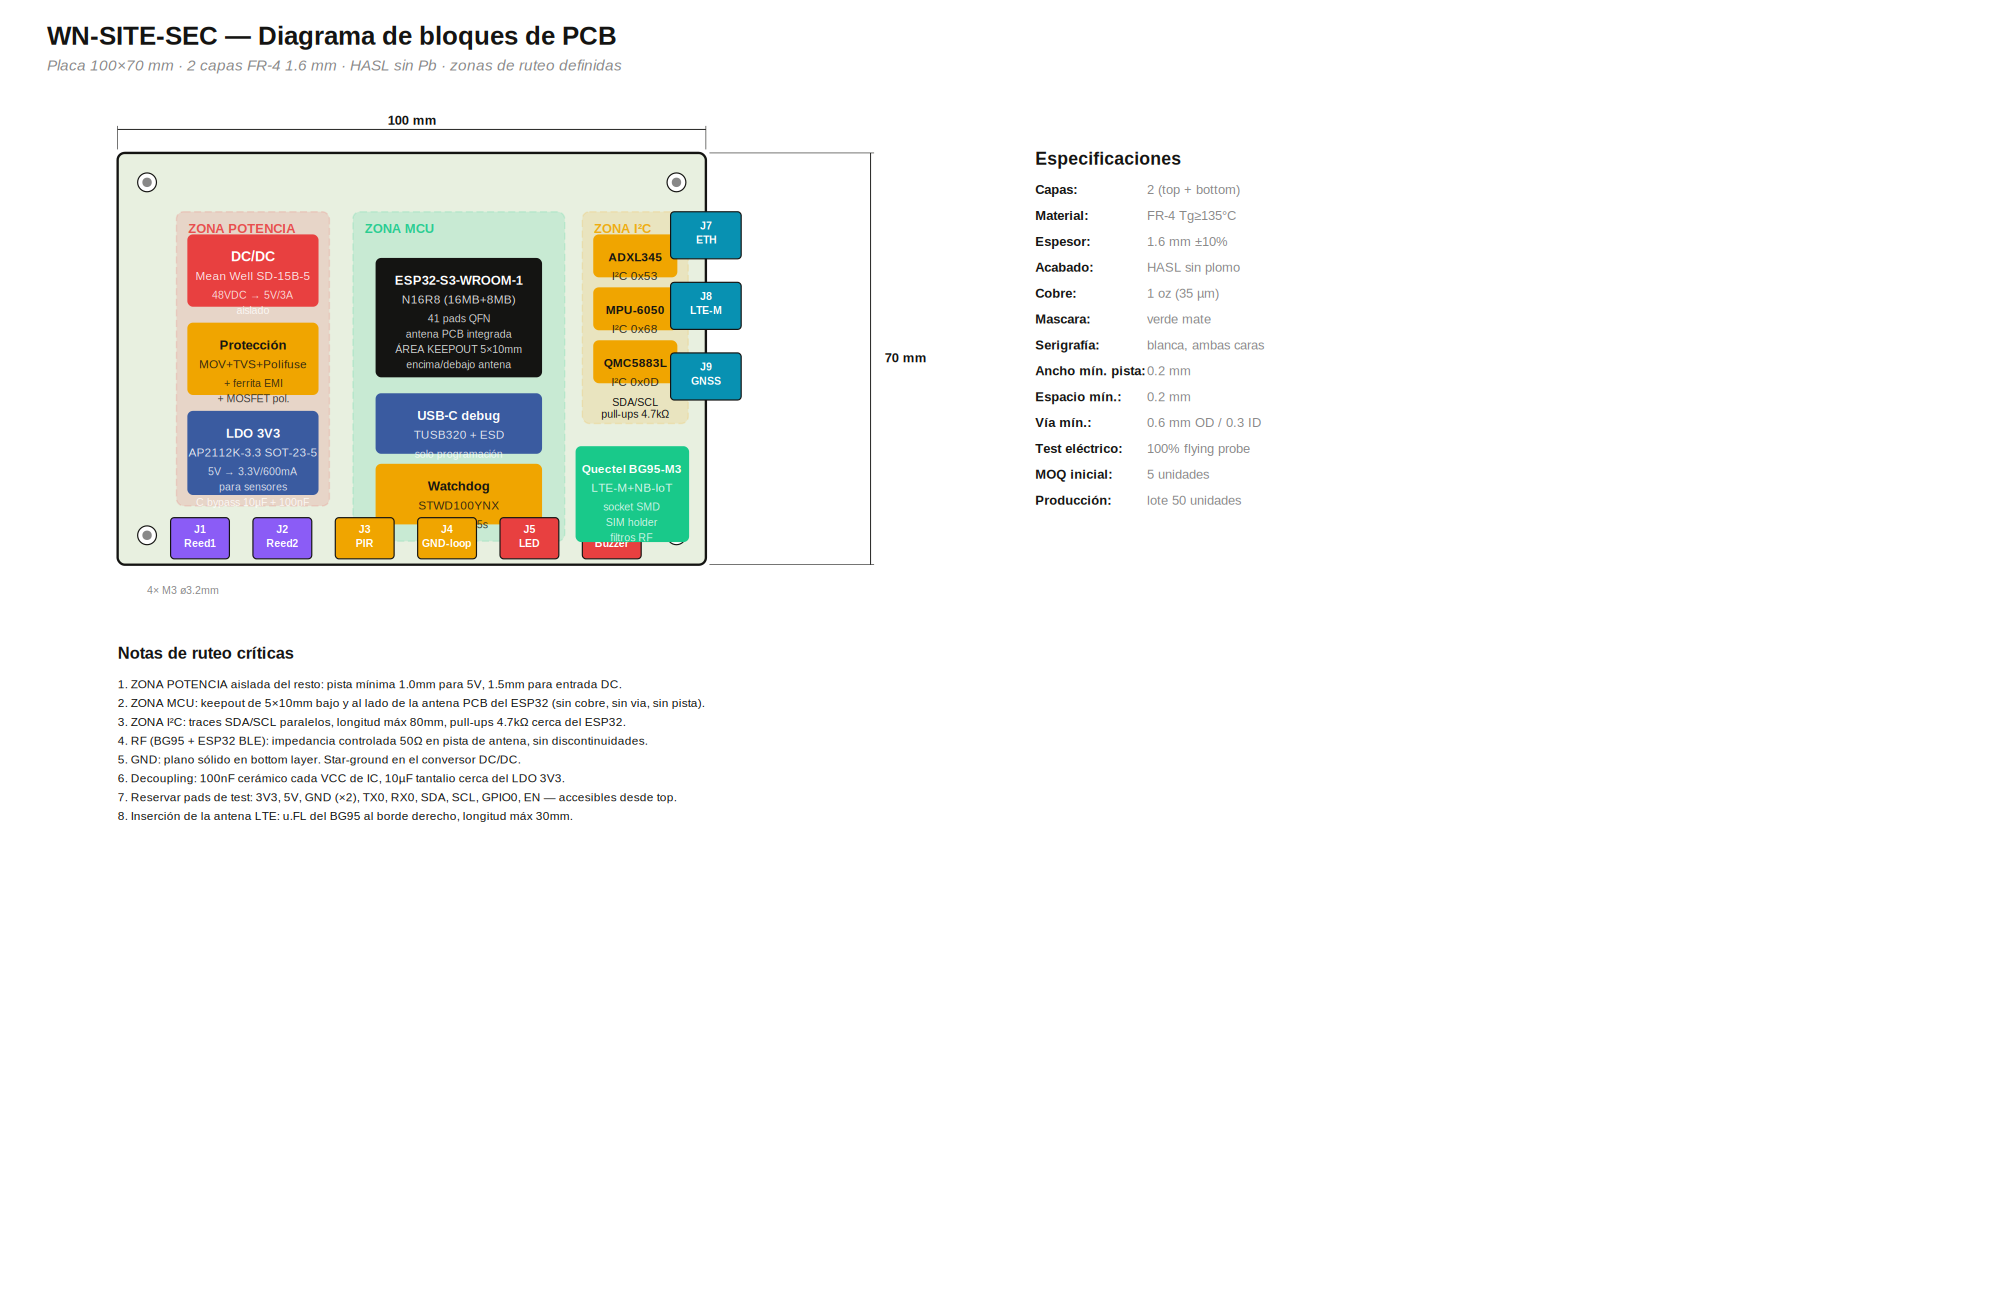 WN-SITE-SEC — Diagrama de bloques de PCB
Placa 100×70 mm · 2 capas FR-4 1.6 mm · HASL sin Pb · zonas de ruteo definidas
100 mm
70 mm
ZONA POTENCIA
DC/DC
Mean Well SD-15B-5
48VDC → 5V/3A
aislado
Protección
MOV+TVS+Polifuse
+ ferrita EMI
+ MOSFET pol.
LDO 3V3
AP2112K-3.3 SOT-23-5
5V → 3.3V/600mA
para sensores
C bypass 10µF + 100nF
ZONA MCU
ESP32-S3-WROOM-1
N16R8 (16MB+8MB)
41 pads QFN
antena PCB integrada
ÁREA KEEPOUT 5×10mm
encima/debajo antena
USB-C debug
TUSB320 + ESD
solo programación
Watchdog
STWD100YNX
5s
ZONA I²C
ADXL345
I²C 0x53
MPU-6050
I²C 0x68
QMC5883L
I²C 0x0D
SDA/SCL
pull-ups 4.7kΩ
Quectel BG95-M3
LTE-M+NB-IoT
socket SMD
SIM holder
filtros RF
J7
ETH
J8
LTE-M
J9
GNSS
J1
Reed1
J2
Reed2
J3
PIR
J4
GND-loop
J5
LED
Buzzer
4× M3 ø3.2mm
Especificaciones
Capas: 2 (top + bottom)
Material: FR-4 Tg≥135°C
Espesor: 1.6 mm ±10%
Acabado: HASL sin plomo
Cobre: 1 oz (35 µm)
Mascara: verde mate
Serigrafía: blanca, ambas caras
Ancho mín. pista: 0.2 mm
Espacio mín.: 0.2 mm
Vía mín.: 0.6 mm OD / 0.3 ID
Test eléctrico: 100% flying probe
MOQ inicial: 5 unidades
Producción: lote 50 unidades
Notas de ruteo críticas
1. ZONA POTENCIA aislada del resto: pista mínima 1.0mm para 5V, 1.5mm para entrada DC.
2. ZONA MCU: keepout de 5×10mm bajo y al lado de la antena PCB del ESP32 (sin cobre, sin via, sin pista).
3. ZONA I²C: traces SDA/SCL paralelos, longitud máx 80mm, pull-ups 4.7kΩ cerca del ESP32.
4. RF (BG95 + ESP32 BLE): impedancia controlada 50Ω en pista de antena, sin discontinuidades.
5. GND: plano sólido en bottom layer. Star-ground en el conversor DC/DC.
6. Decoupling: 100nF cerámico cada VCC de IC, 10µF tantalio cerca del LDO 3V3.
7. Reservar pads de test: 3V3, 5V, GND (×2), TX0, RX0, SDA, SCL, GPIO0, EN — accesibles desde top.
8. Inserción de la antena LTE: u.FL del BG95 al borde derecho, longitud máx 30mm.